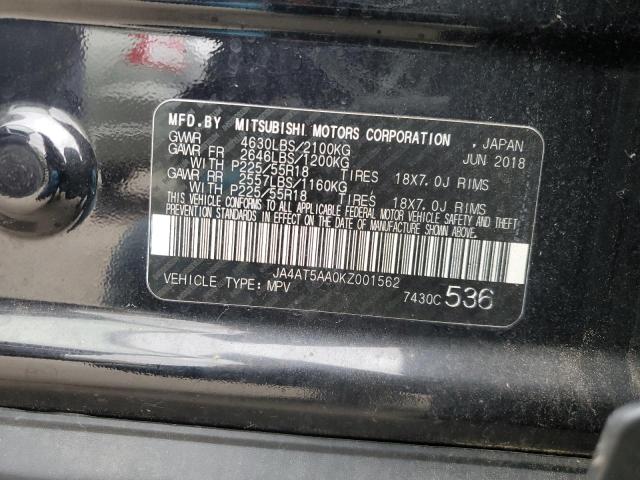 MFD.BY MITSUBISHI MOTORS CORPORATION , JAPAN
GVWR 4630LBS/2100KG JUN 2018
GAWR FR 2646LBS/1200KG
WITH P225/55R18 TIRES 18X7.0J RIMS
GAWR RR 2557LBS/1160KG
WITH P225/55R18 TIRES 18X7.0J RIMS
THIS VEHICLE CONFORMS TO ALL APPLICABLE FEDERAL MOTOR VEHICLE SAFETY AND THEFT
PREVENTION STANDARDS IN EFFECT ON THE DATE OF MANUFACTURE SHOWN ABOVE.
JA4AT5AA0KZ001562
VEHICLE TYPE: MPV 7430C 536